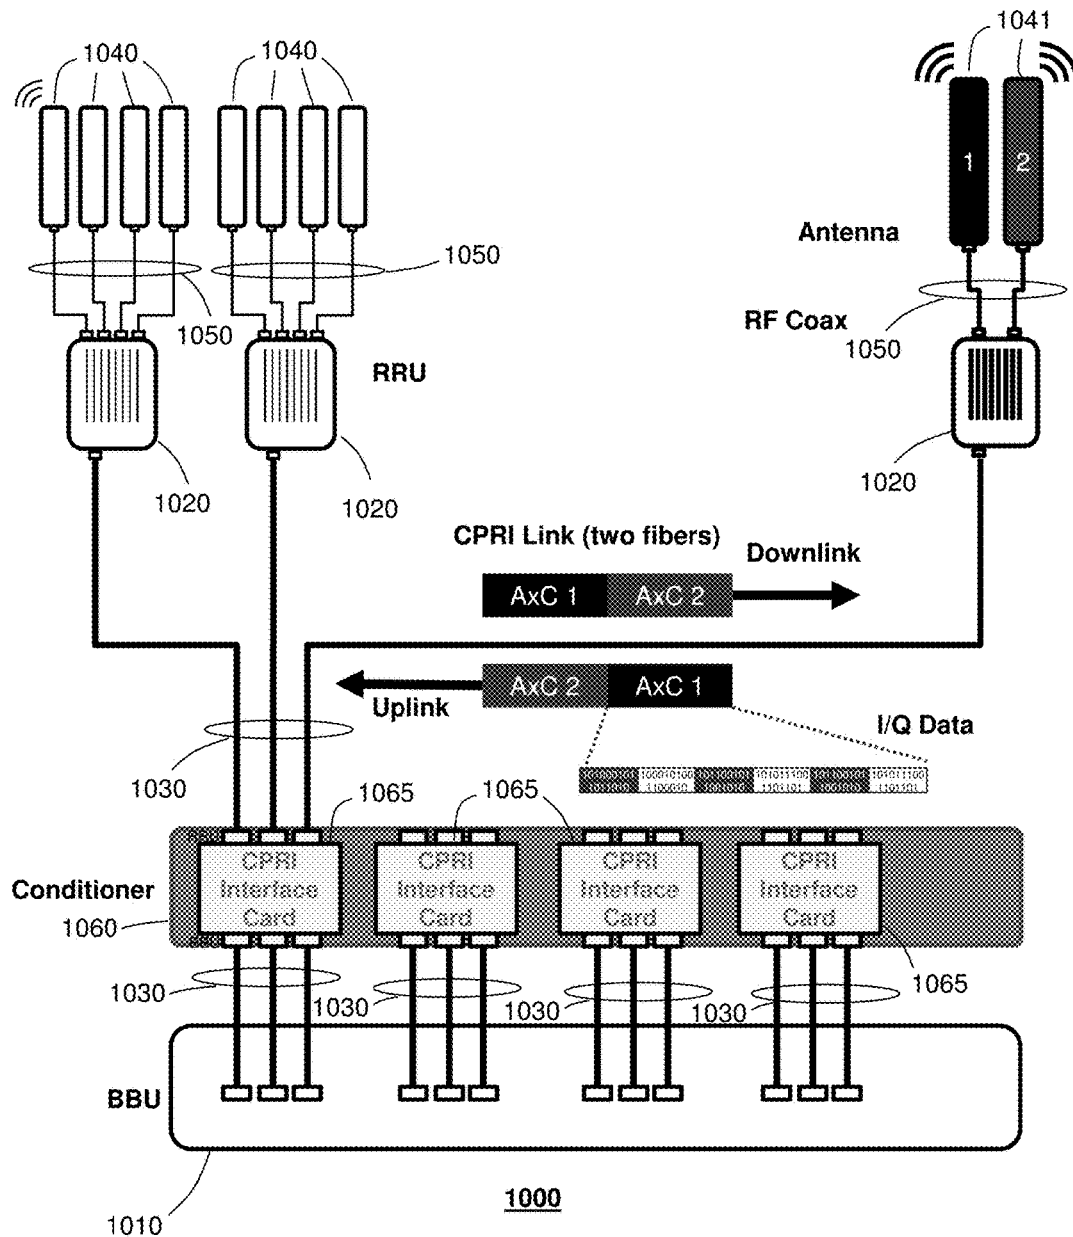 1041
1040
1040
1
2
Antenna
1050
1050
RF Coax
1050
RRU
1020
1020
1020
CPRI Link (two fibers)
Downlink
AxC 1
AxC 2
AxC 2
AxC 1
Uplink
I/Q Data
1030
1065
1065
CPRI
Interface
Card
CPRI
Interface
Card
CPRI
Interface
Card
CPRI
Interface
Card
Conditioner
1060
1065
1030
1030
1030
1030
BBU
1000
1010